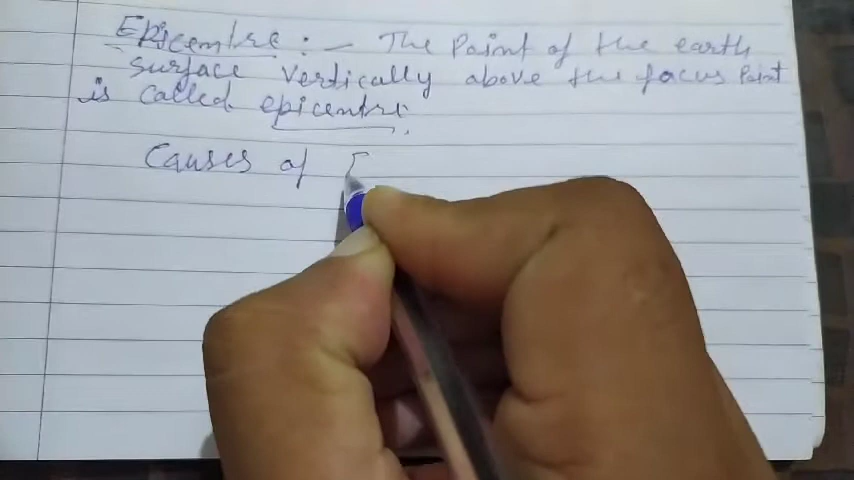 Epicentre :- The Point of the earth
surface vertically above the focus Point
is called epicentre.
Causes of